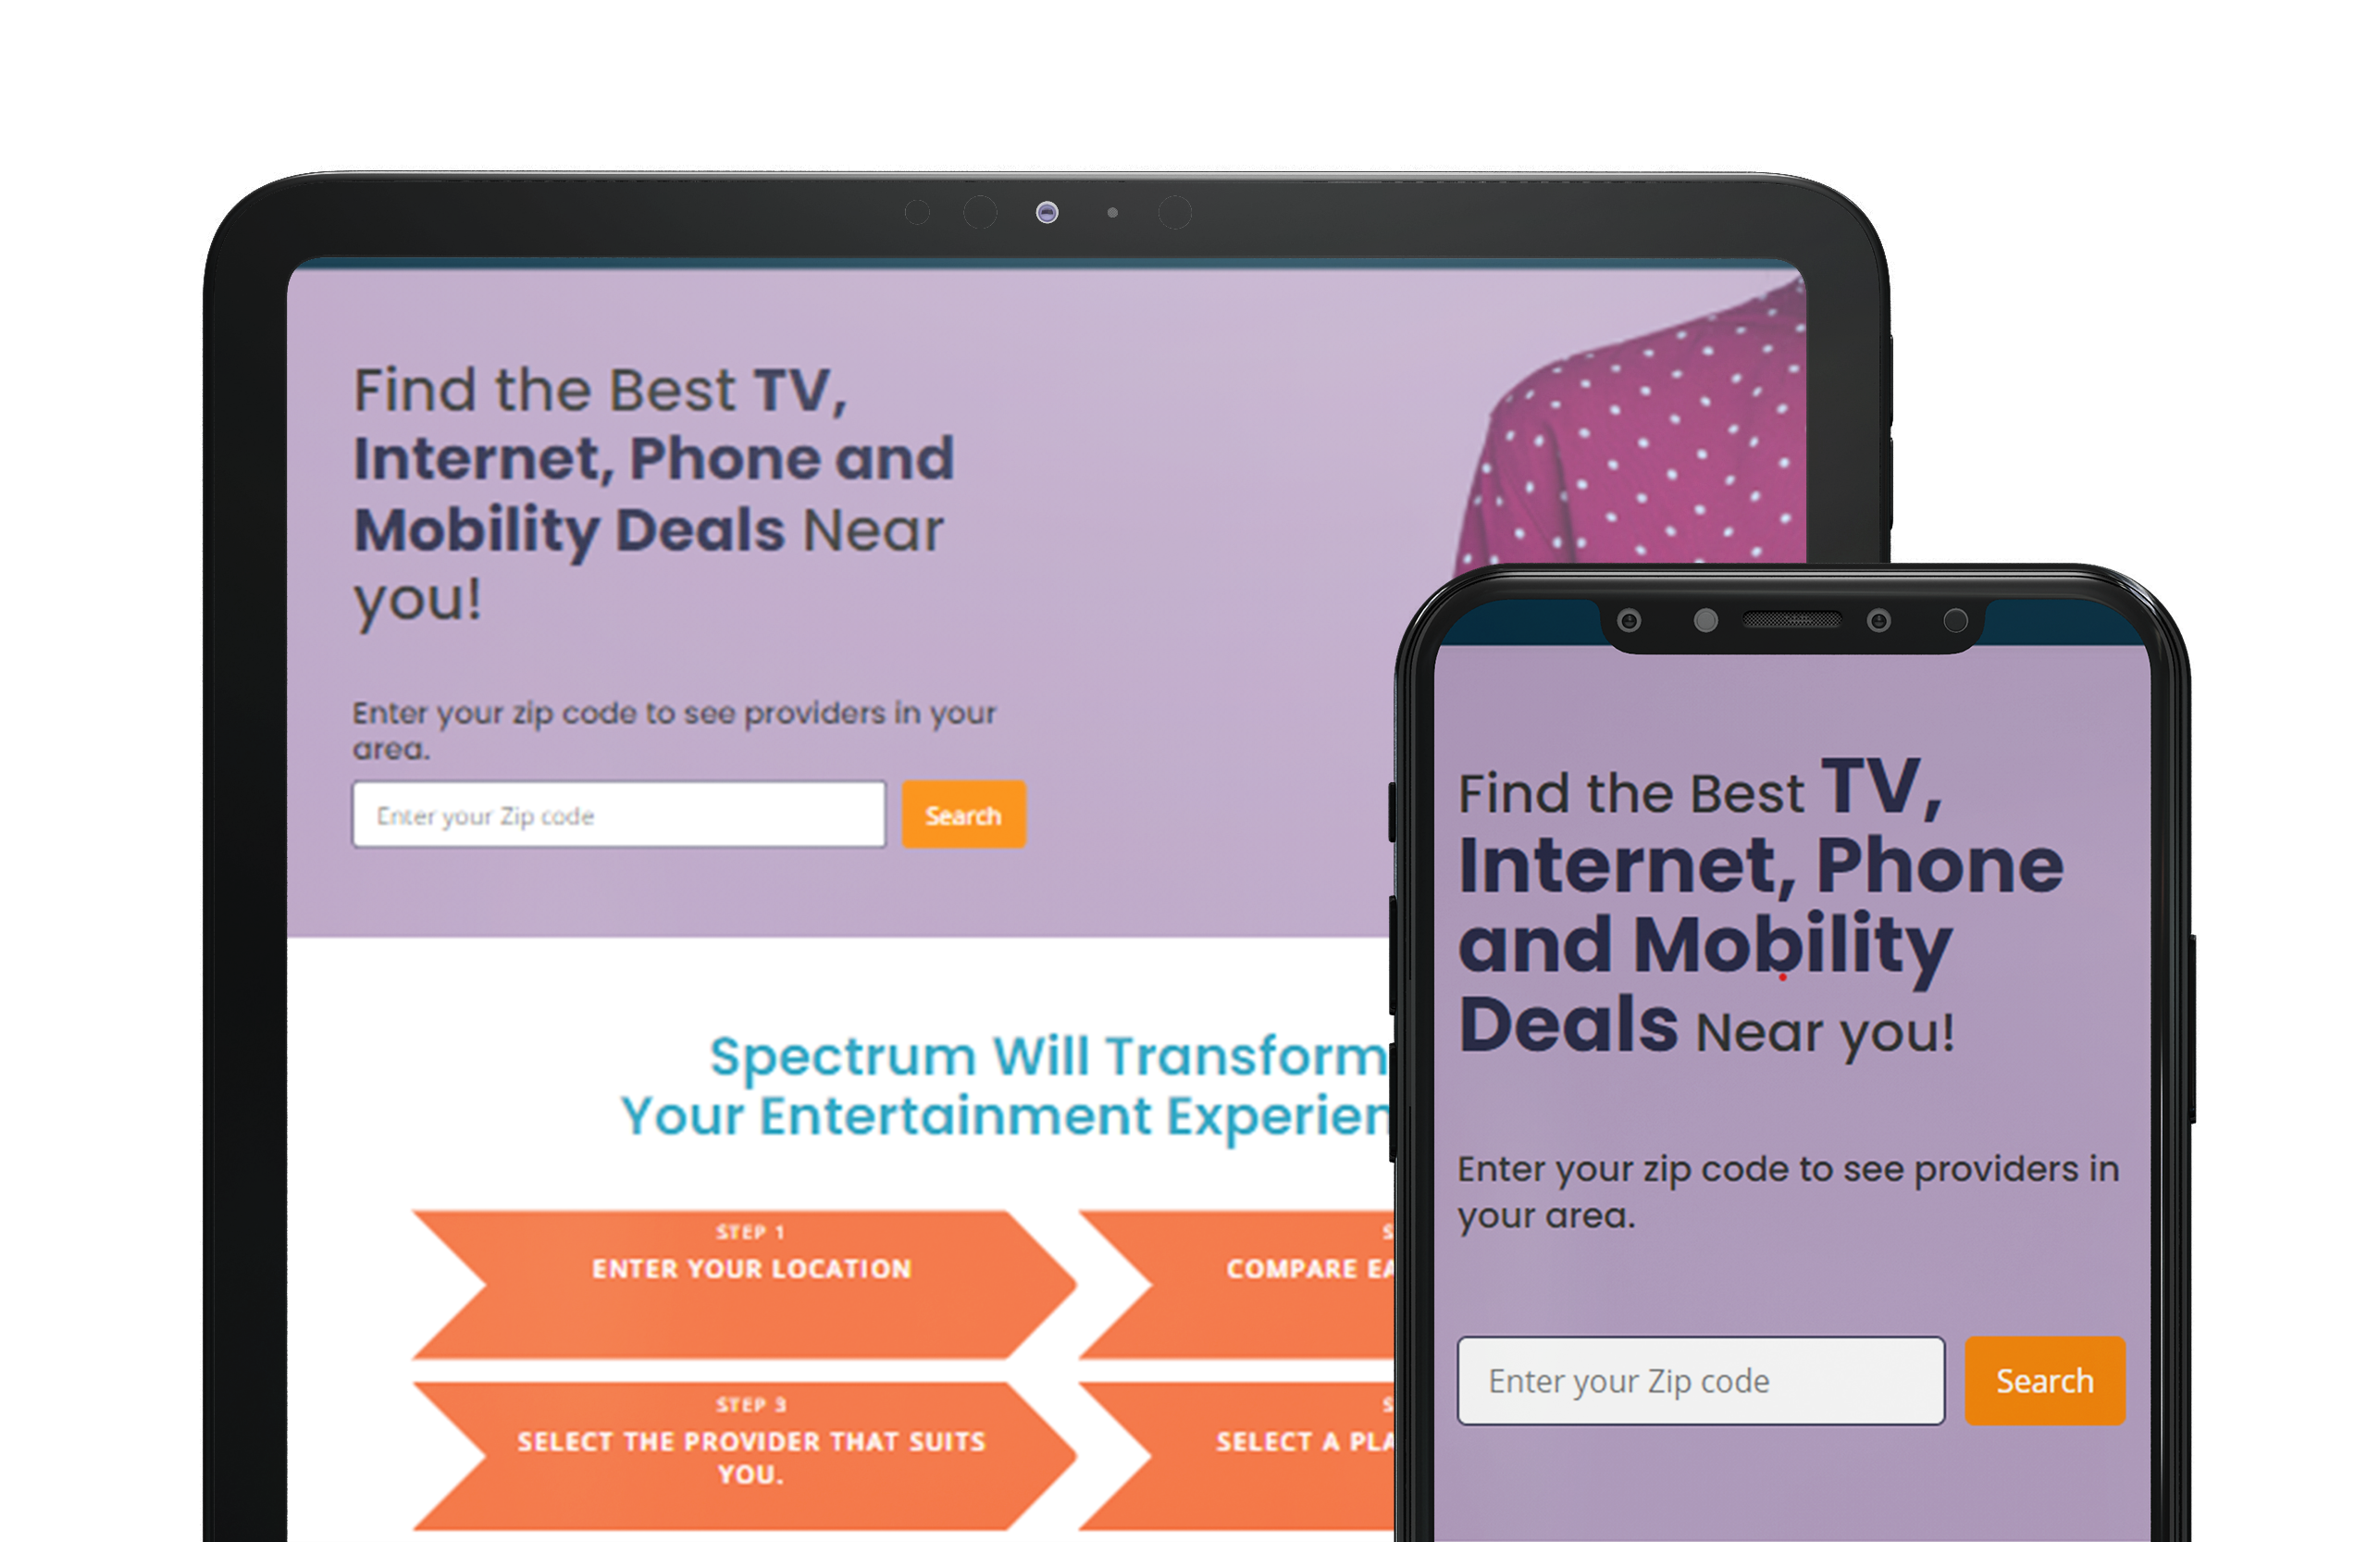 Find the Best TV,
Internet, Phone and
Mobility Deals Near
you!
Enter your zip code to see providers in your
area.
Enter your Zip code
Search
Spectrum Will Transform
Your Entertainment
STEP 1
ENTER YOUR LOCATION
COMPARE
STEP 3
SELECT THE PROVIDER THAT SUITS
YOU.
SELECT A
Find the Best TV,
Internet, Phone
and Mobility
Deals Near you!
Enter your zip code to see providers in
your area.
Enter your Zip code
Search